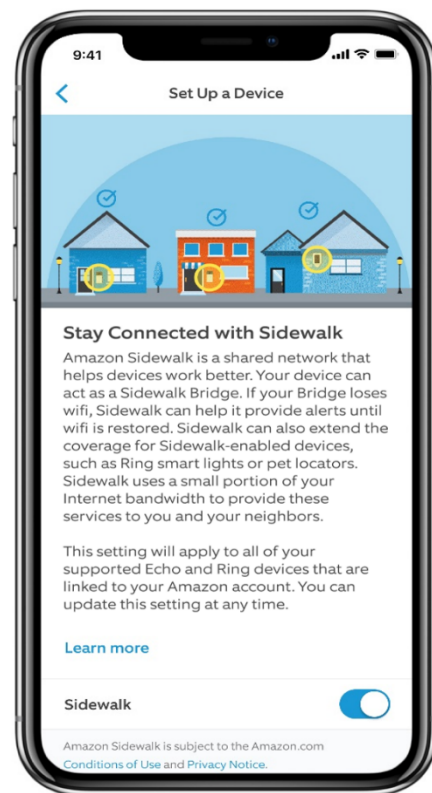 9:41
Set Up a Device
Stay Connected with Sidewalk
Amazon Sidewalk is a shared network that
helps devices work better. Your device can
act as a Sidewalk Bridge. If your Bridge loses
wifi, Sidewalk can help it provide alerts until
wifi is restored. Sidewalk can also extend the
coverage for Sidewalk-enabled devices,
such as Ring smart lights or pet locators.
Sidewalk uses a small portion of your
Internet bandwidth to provide these
services to you and your neighbors.
This setting will apply to all of your
supported Echo and Ring devices that are
linked to your Amazon account. You can
update this setting at any time.
Learn more
Sidewalk
Amazon Sidewalk is subject to the Amazon.com
Conditions of Use and Privacy Notice.